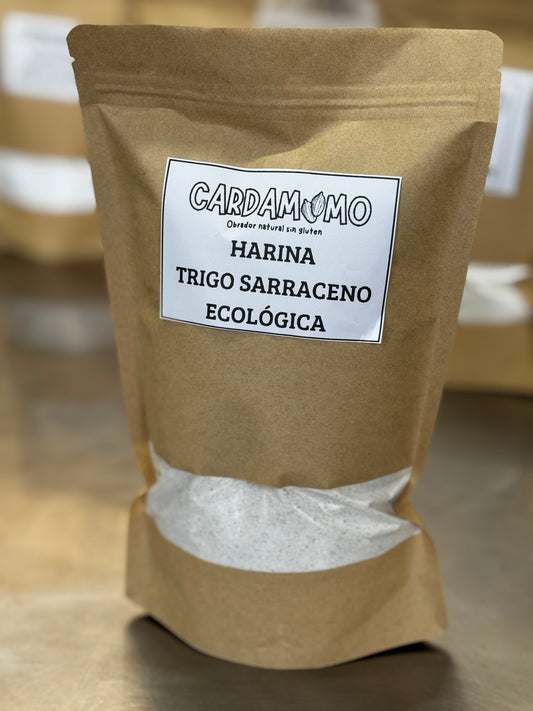 CARDAMOMO
Obrador natural sin gluten
HARINA
TRIGO SARRACENO
ECOLÓGICA